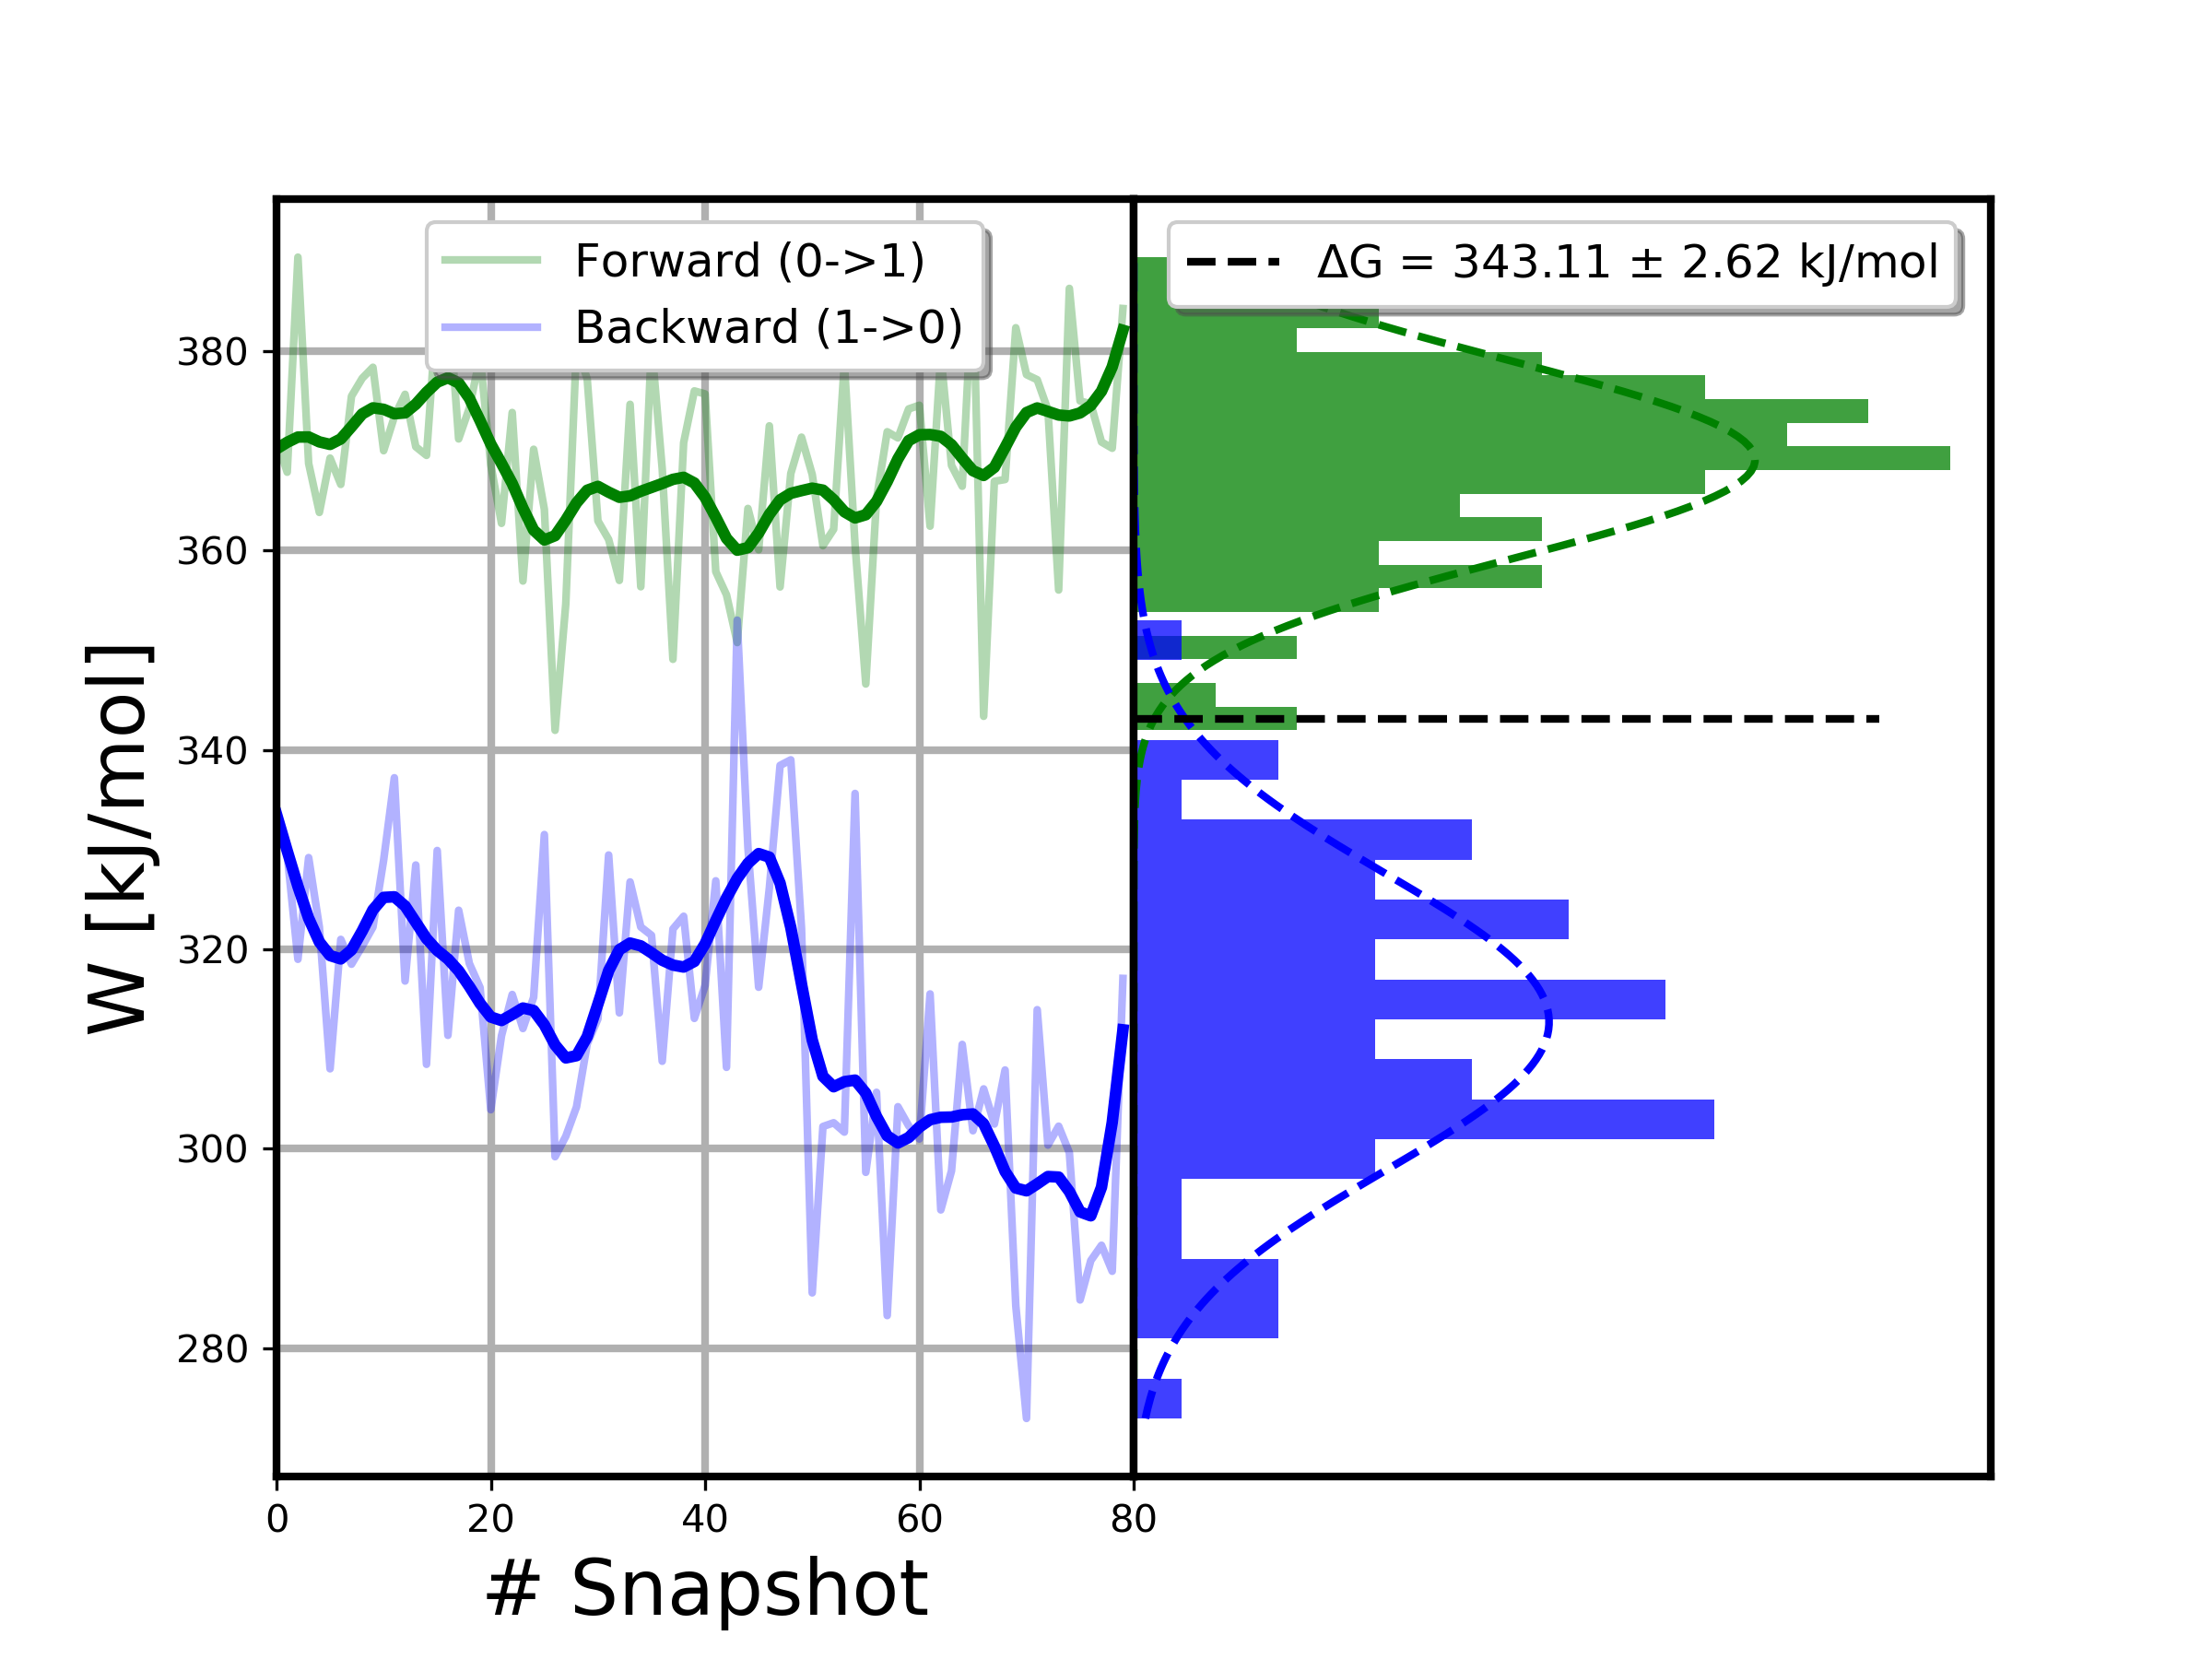 Forward (0->1)
Backward (1->0)
ΔG = 343.11 ± 2.62 kJ/mol
W [kJ/mol]
380
360
340
320
300
280
0 20 40 60 80
# Snapshot